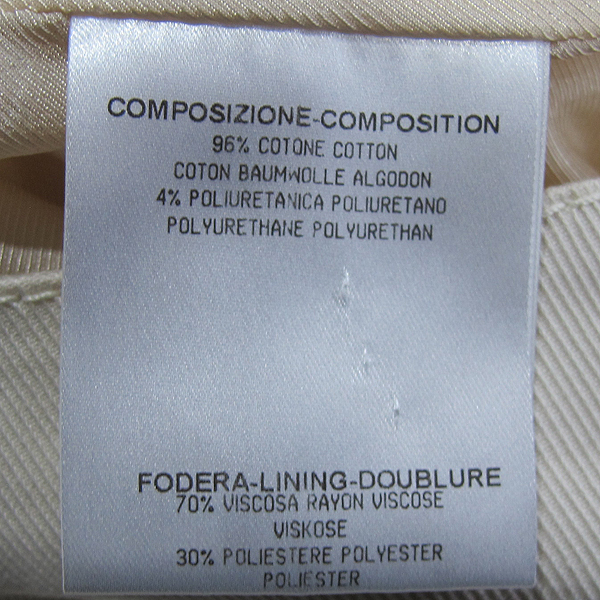 COMPOSIZIONE-COMPOSITION
96% COTONE COTTON
COTON BAUMWOLLE ALGODON
4% POLIURETANICA POLIURETANO
POLYURETHANE POLYURETHAN
FODERA-LINING-DOUBLURE
70% VISCOSA RAYON VISCOSE
VISKOSE
30% POLIESTERE POLYESTER
POLIESTER